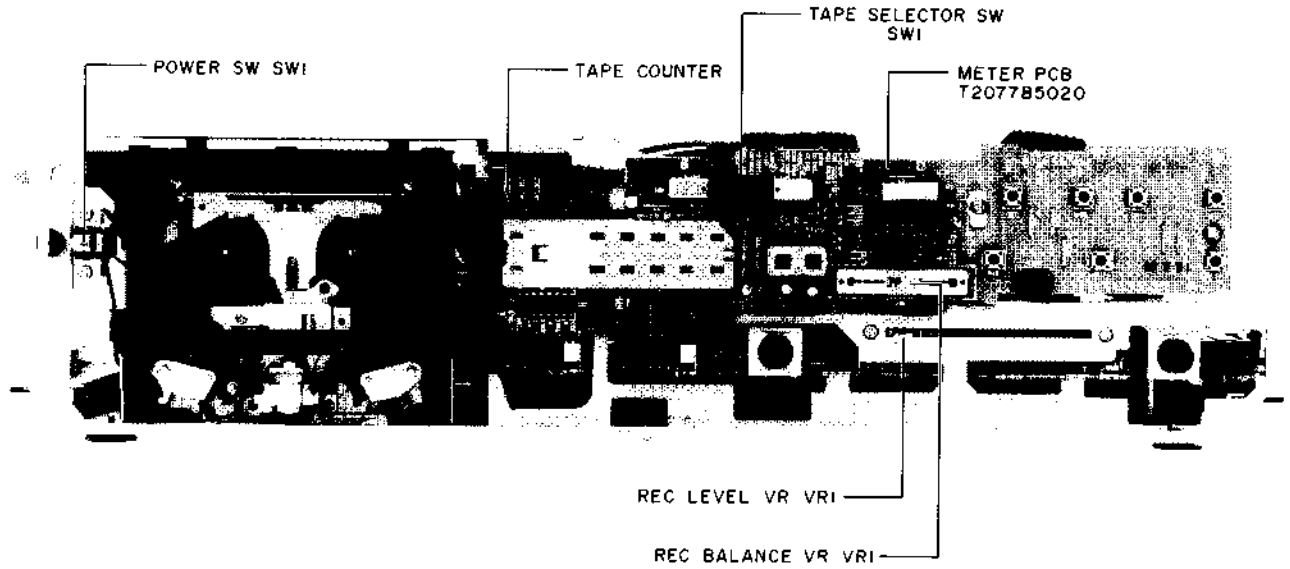 TAPE SELECTOR SW
SW1
POWER SW SW1
TAPE COUNTER
METER PCB
T207785020
REC LEVEL VR VR1
REC BALANCE VR VR1